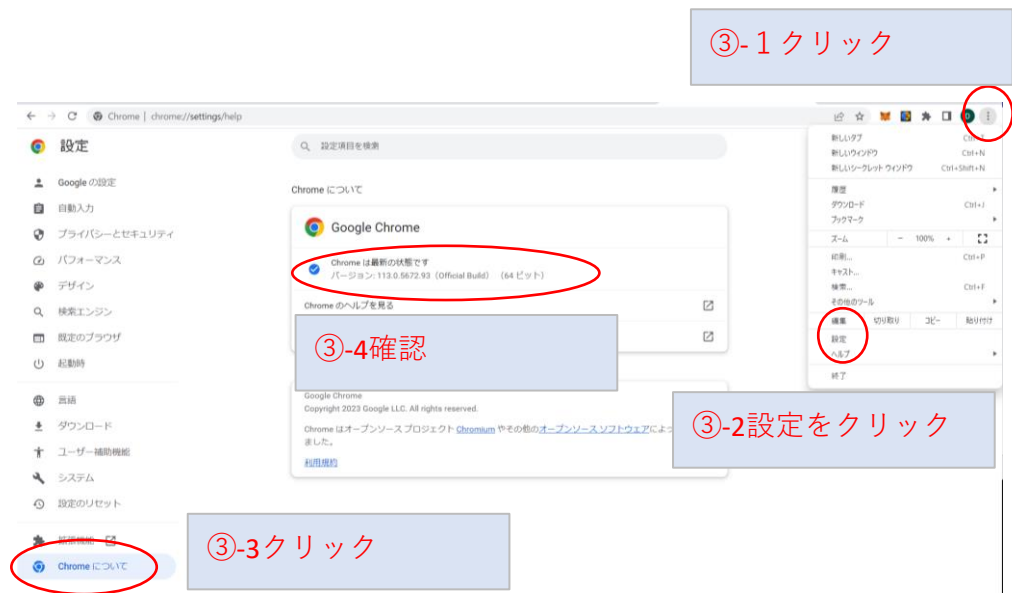 ③-１クリック
Chrome | chrome://settings/help
設定
設定項目を検索
Google の設定
自動入力
プライバシーとセキュリティ
パフォーマンス
デザイン
検索エンジン
既定のブラウザ
起動時
言語
ダウンロード
ユーザー補助機能
システム
設定のリセット
拡張機能
Chrome について
③-3クリック
Chrome について
Google Chrome
Chrome は最新の状態です
バージョン: 113.0.5672.93（Official Build） （64 ビット）
Chrome のヘルプを見る
③-4確認
Google Chrome
Copyright 2023 Google LLC. All rights reserved.
Chrome はオープンソース プロジェクト Chromium やその他のオープンソース ソフトウェアによっ
ました。
利用規約
新しいタブ
新しいウィンドウ Ctrl+N
新しいシークレット ウィンドウ Ctrl+Shift+N
履歴
ダウンロード Ctrl+J
ブックマーク
ズーム － 100% +
印刷... Ctrl+P
キャスト...
検索... Ctrl+F
その他のツール
編集 切り取り コピー 貼り付け
設定
ヘルプ
終了
③-2設定をクリック